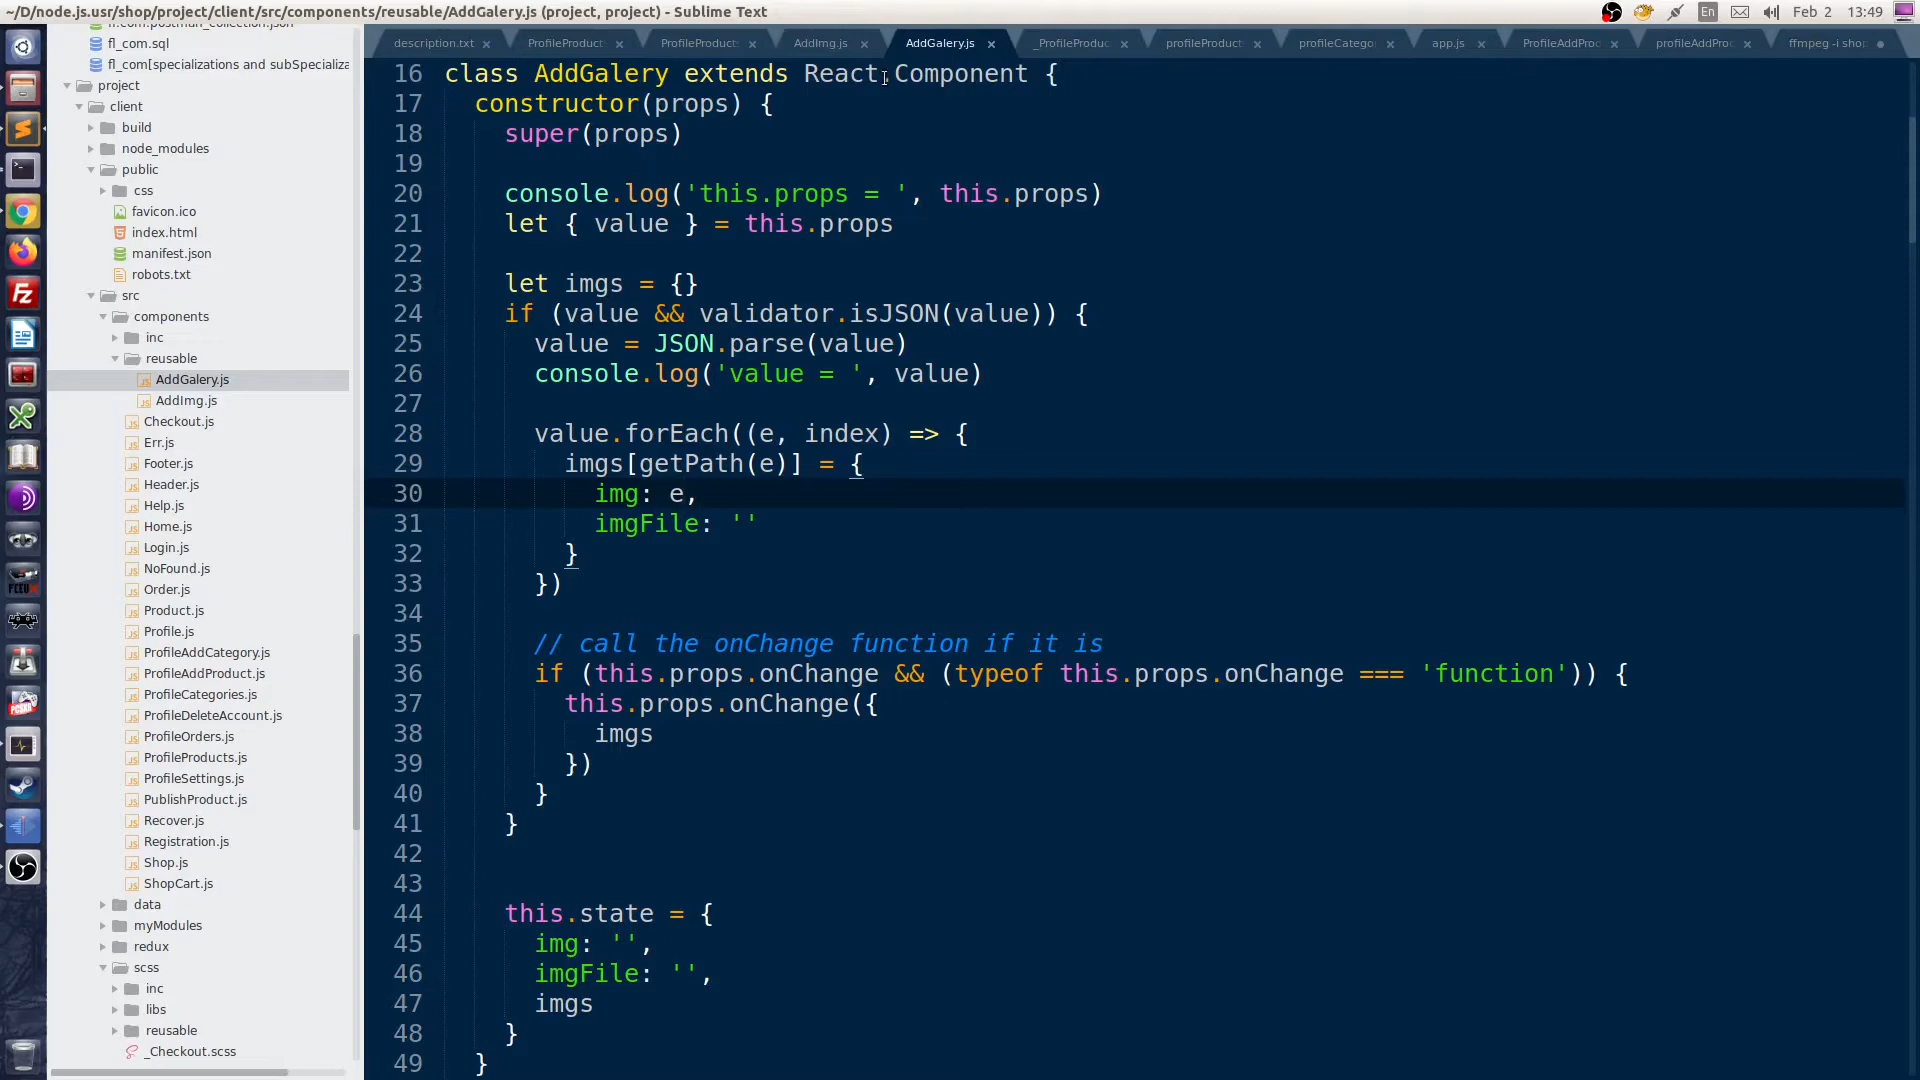 ~/D/node.js.usr/shop/project/client/src/components/reusable/AddGalery.js (project, project) - Sublime Text
En
Feb 2
13:49
fl_com.postman_collection.json
fl_com.sql
fl_com[specializations and subSpecializa
project
client
build
node_modules
public
css
favicon.ico
index.html
manifest.json
robots.txt
src
components
inc
reusable
AddGalery.js
AddImg.js
Checkout.js
Err.js
Footer.js
Header.js
Help.js
Home.js
Login.js
NoFound.js
Order.js
Product.js
Profile.js
ProfileAddCategory.js
ProfileAddProduct.js
ProfileCategories.js
ProfileDeleteAccount.js
ProfileOrders.js
ProfileProducts.js
ProfileSettings.js
PublishProduct.js
Recover.js
Registration.js
Shop.js
ShopCart.js
data
myModules
redux
scss
inc
libs
reusable
_Checkout.scss
description.txt
ProfileProduct
ProfileProduct
AddImg.js
AddGalery.js
_ProfileProduc
profileProduct
profileCatego
app.js
ProfileAddProd
profileAddPro
ffmpeg -i shop
16 class AddGalery extends React.Component {
17 constructor(props) {
18 super(props)
19
20 console.log('this.props = ', this.props)
21 let { value } = this.props
22
23 let imgs = {}
24 if (value && validator.isJSON(value)) {
25 value = JSON.parse(value)
26 console.log('value = ', value)
27
28 value.forEach((e, index) => {
29 imgs[getPath(e)] = {
30 img: e,
31 imgFile: ''
32 }
33 })
34
35 // call the onChange function if it is
36 if (this.props.onChange && (typeof this.props.onChange === 'function')) {
37 this.props.onChange({
38 imgs
39 })
40 }
41 }
42
43
44 this.state = {
45 img: '',
46 imgFile: '',
47 imgs
48 }
49 }